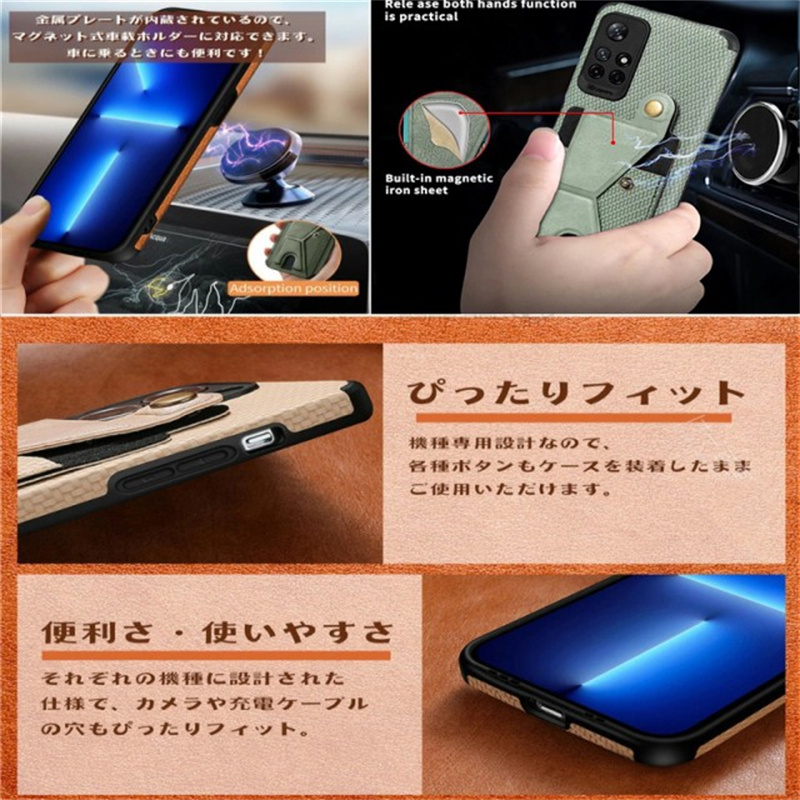 金属プレートが内蔵されているので、
マグネット式車載ホルダーに対応できます。
車に乗るときにも便利です！
Adsorption position
Rele ase both hands function
is practical
Built-in magnetic
iron sheet
ぴったりフィット
機種専用設計なので、
各種ボタンもケースを装着したまま
ご使用いただけます。
便利さ・使いやすさ
それぞれの機種に設計された
仕様で、カメラや充電ケーブル
の穴もぴったりフィット。